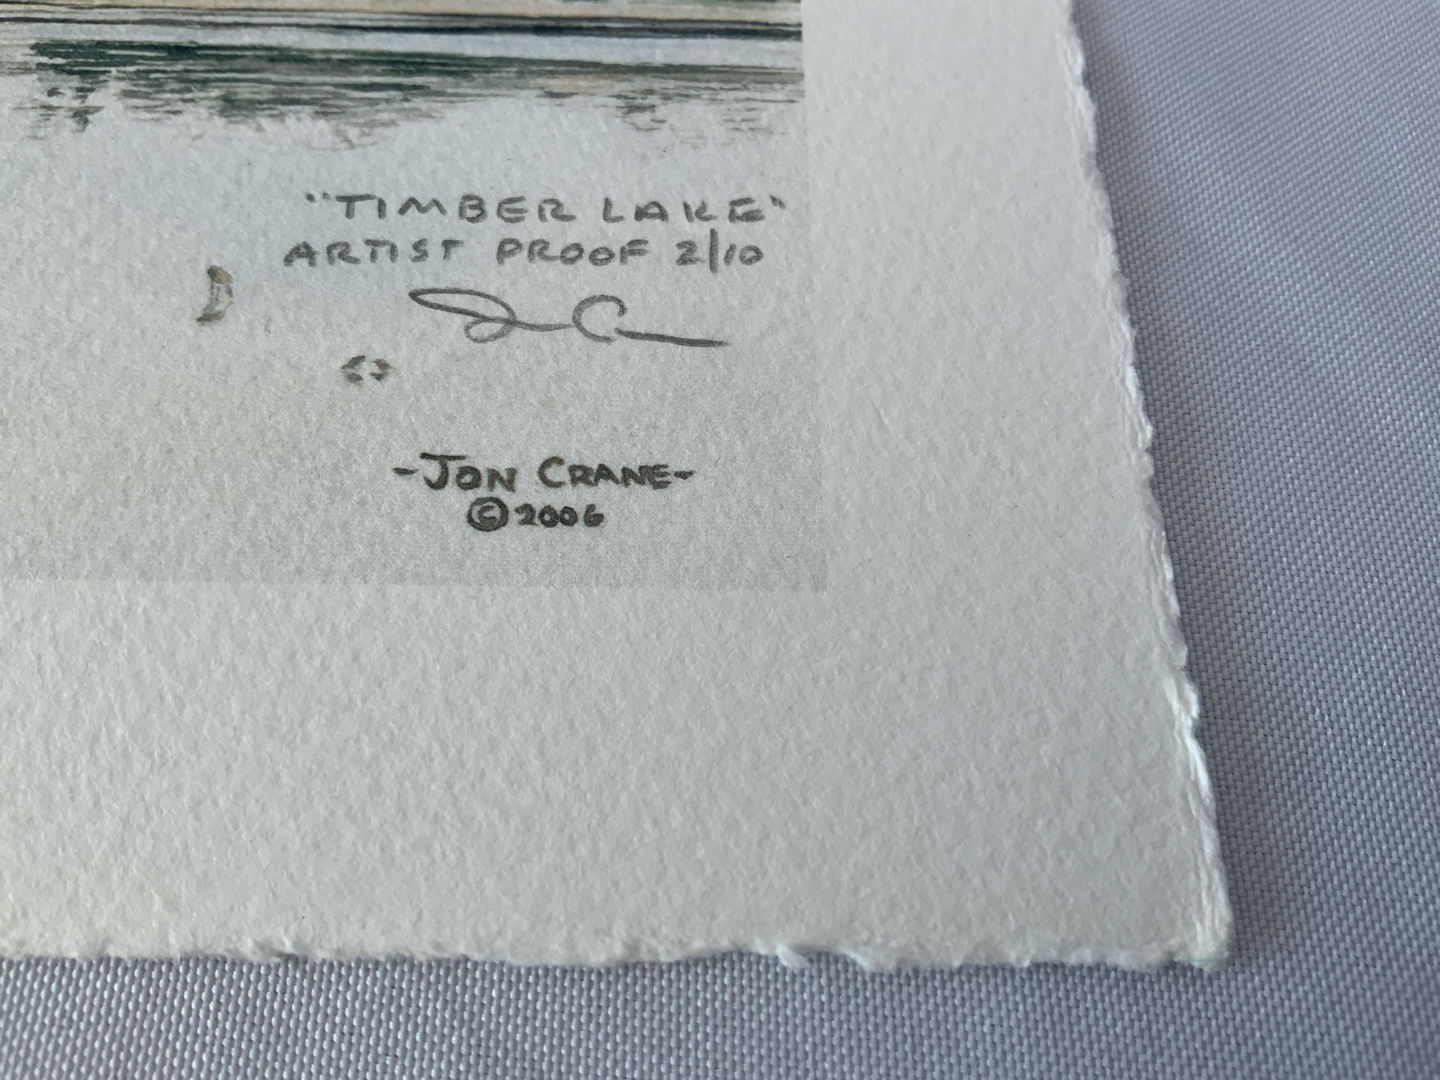 "TIMBER LAKE"
ARTIST PROOF 2/10
-JON CRANE-
©2006